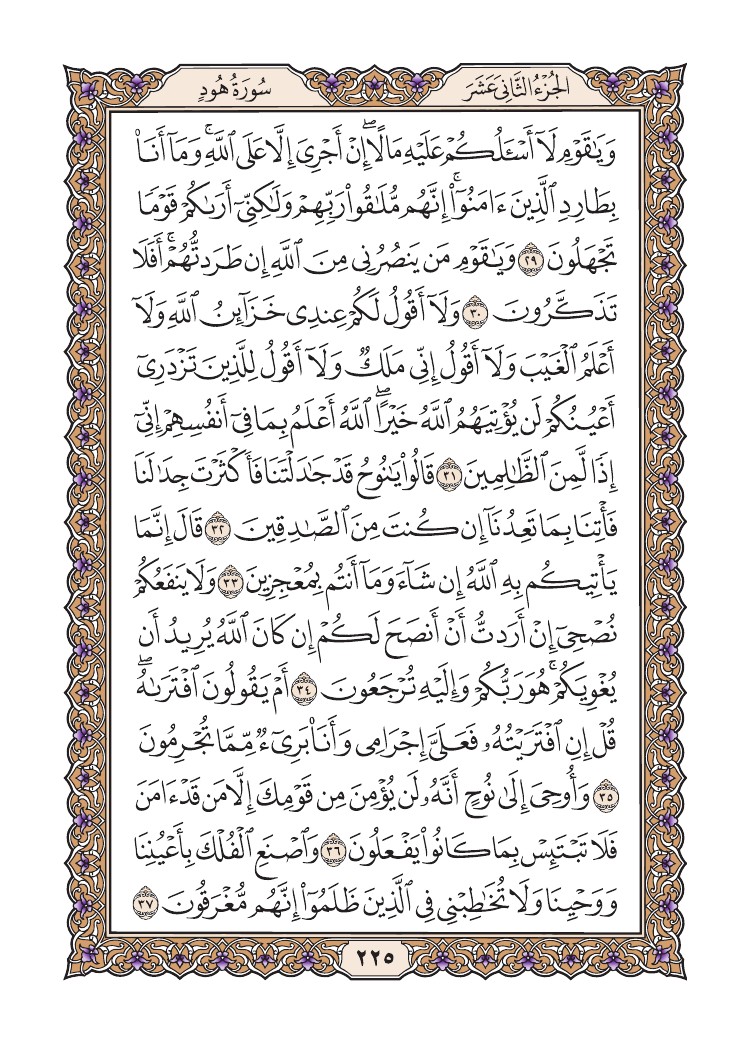 الجُزْءُ الثَّانِي عَشَرَ
سُورَةُ هُودٍ
وَيَٰقَوْمِ لَآ أَسْـَٔلُكُمْ عَلَيْهِ مَالًا ۖ إِنْ أَجْرِىَ إِلَّا عَلَى ٱللَّهِ ۚ وَمَآ أَنَا۠
بِطَارِدِ ٱلَّذِينَ ءَامَنُوٓا۟ ۚ إِنَّهُم مُّلَٰقُوا۟ رَبِّهِمْ وَلَٰكِنِّىٓ أَرَىٰكُمْ قَوْمًا
تَجْهَلُونَ ٢٩ وَيَٰقَوْمِ مَن يَنصُرُنِى مِنَ ٱللَّهِ إِن طَرَدتُّهُمْ ۚ أَفَلَا
تَذَكَّرُونَ ٣٠ وَلَآ أَقُولُ لَكُمْ عِندِى خَزَآئِنُ ٱللَّهِ وَلَآ
أَعْلَمُ ٱلْغَيْبَ وَلَآ أَقُولُ إِنِّى مَلَكٌ وَلَآ أَقُولُ لِلَّذِينَ تَزْدَرِىٓ
أَعْيُنُكُمْ لَن يُؤْتِيَهُمُ ٱللَّهُ خَيْرًا ۖ ٱللَّهُ أَعْلَمُ بِمَا فِىٓ أَنفُسِهِمْ ۖ إِنِّىٓ
إِذًا لَّمِنَ ٱلظَّٰلِمِينَ ٣١ قَالُوا۟ يَٰنُوحُ قَدْ جَٰدَلْتَنَا فَأَكْثَرْتَ جِدَٰلَنَا
فَأْتِنَا بِمَا تَعِدُنَآ إِن كُنتَ مِنَ ٱلصَّٰدِقِينَ ٣٢ قَالَ إِنَّمَا
يَأْتِيكُم بِهِ ٱللَّهُ إِن شَآءَ وَمَآ أَنتُم بِمُعْجِزِينَ ٣٣ وَلَا يَنفَعُكُمْ
نُصْحِىٓ إِنْ أَرَدتُّ أَنْ أَنصَحَ لَكُمْ إِن كَانَ ٱللَّهُ يُرِيدُ أَن
يُغْوِيَكُمْ ۚ هُوَ رَبُّكُمْ وَإِلَيْهِ تُرْجَعُونَ ٣٤ أَمْ يَقُولُونَ ٱفْتَرَىٰهُ ۖ
قُلْ إِنِ ٱفْتَرَيْتُهُۥ فَعَلَىَّ إِجْرَامِى وَأَنَا۠ بَرِىٓءٌ مِّمَّا تُجْرِمُونَ
٣٥ وَأُوحِىَ إِلَىٰ نُوحٍ أَنَّهُۥ لَن يُؤْمِنَ مِن قَوْمِكَ إِلَّا مَن قَدْ ءَامَنَ
فَلَا تَبْتَئِسْ بِمَا كَانُوا۟ يَفْعَلُونَ ٣٦ وَٱصْنَعِ ٱلْفُلْكَ بِأَعْيُنِنَا
وَوَحْيِنَا وَلَا تُخَٰطِبْنِى فِى ٱلَّذِينَ ظَلَمُوٓا۟ ۚ إِنَّهُم مُّغْرَقُونَ ٣٧
٢٢٥